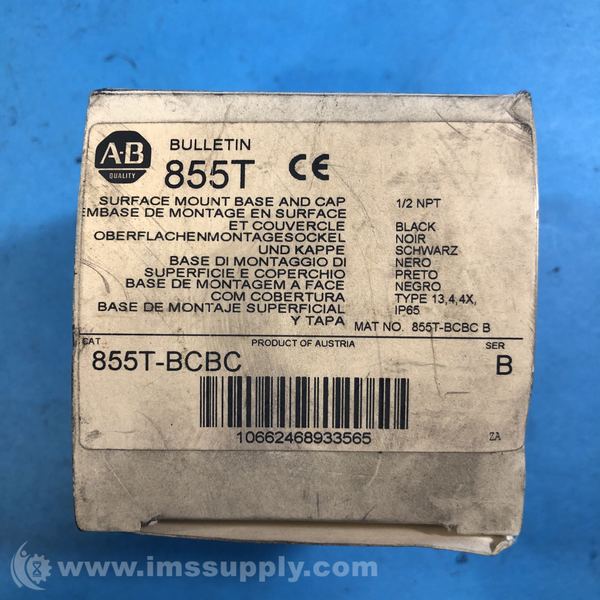 A-B
QUALITY
BULLETIN
855T CE
SURFACE MOUNT BASE AND CAP
EMBASE DE MONTAGE EN SURFACE
ET COUVERCLE
OBERFLACHENMONTAGESOCKEL
UND KAPPE
BASE DI MONTAGGIO DI
SUPERFICIE E COPERCHIO
BASE DE MONTAGEM A FACE
COM COBERTURA
BASE DE MONTAJE SUPERFICIAL
Y TAPA
1/2 NPT
BLACK
NOIR
SCHWARZ
NERO
PRETO
NEGRO
TYPE 13,4,4X,
IP65
MAT NO. 855T-BCBC B
CAT
PRODUCT OF AUSTRIA
SER
855T-BCBC
B
10662468933565
ZA
www.imssupply.com